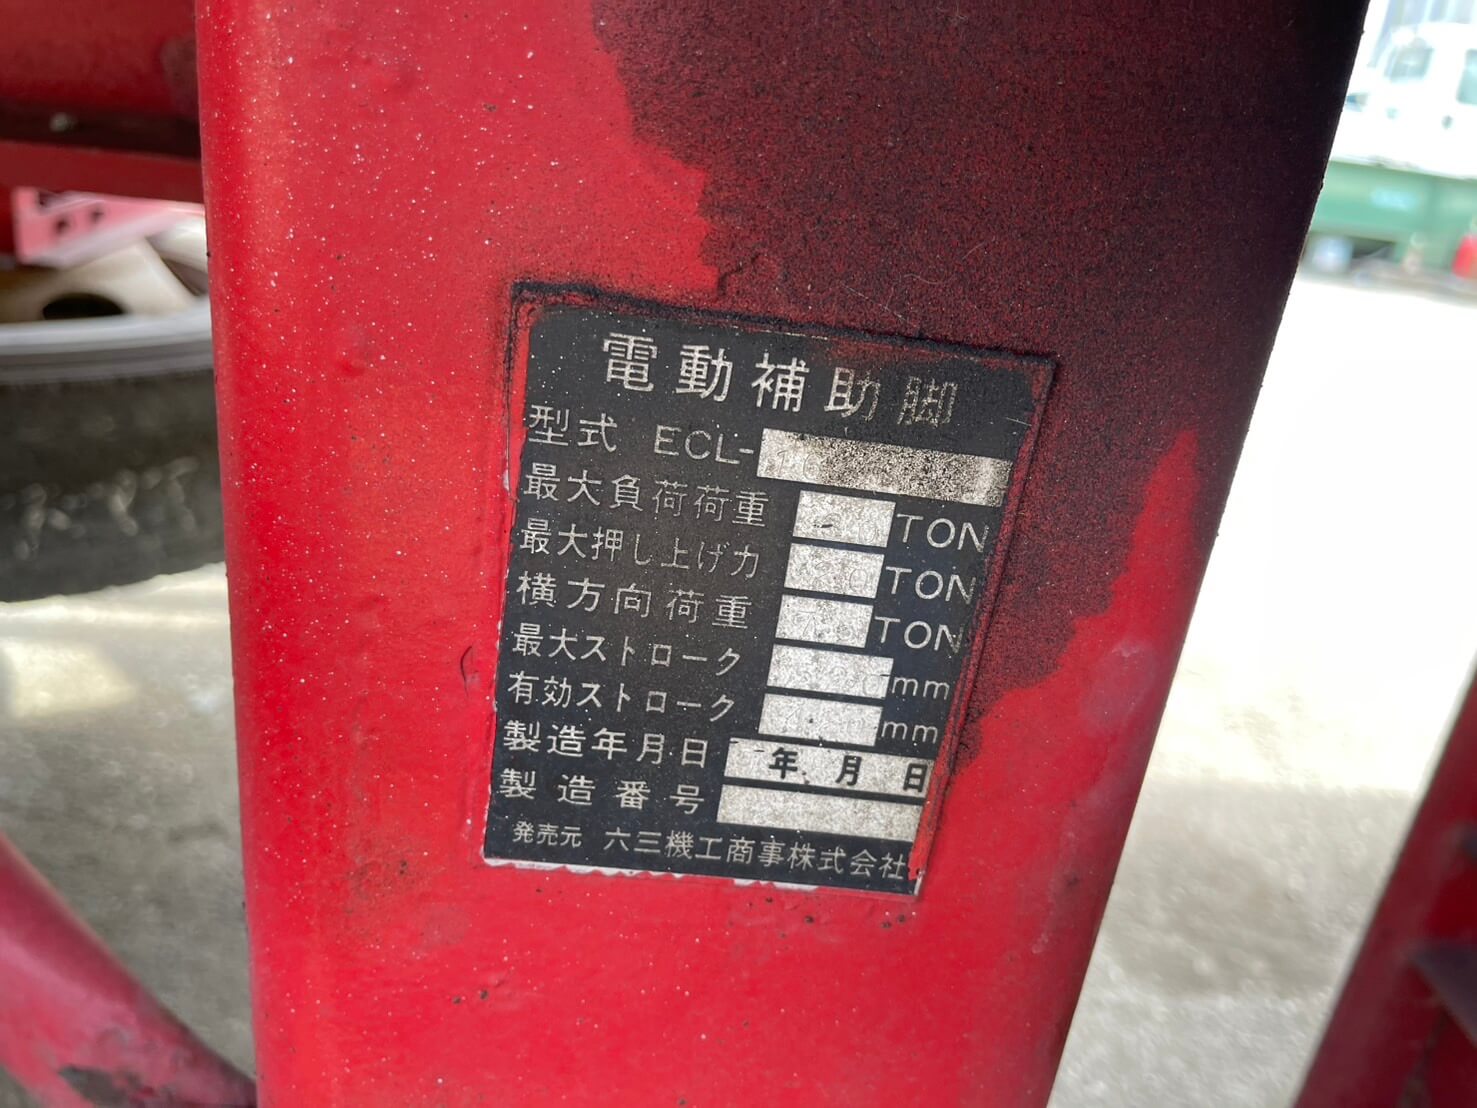 電動補助脚
型式 ECL-
最大負荷荷重 TON
最大押し上げ力 TON
横方向荷重 TON
最大ストローク mm
有効ストローク mm
製造年月日 年 月 日
製造番号
発売元 六三機工商事株式会社